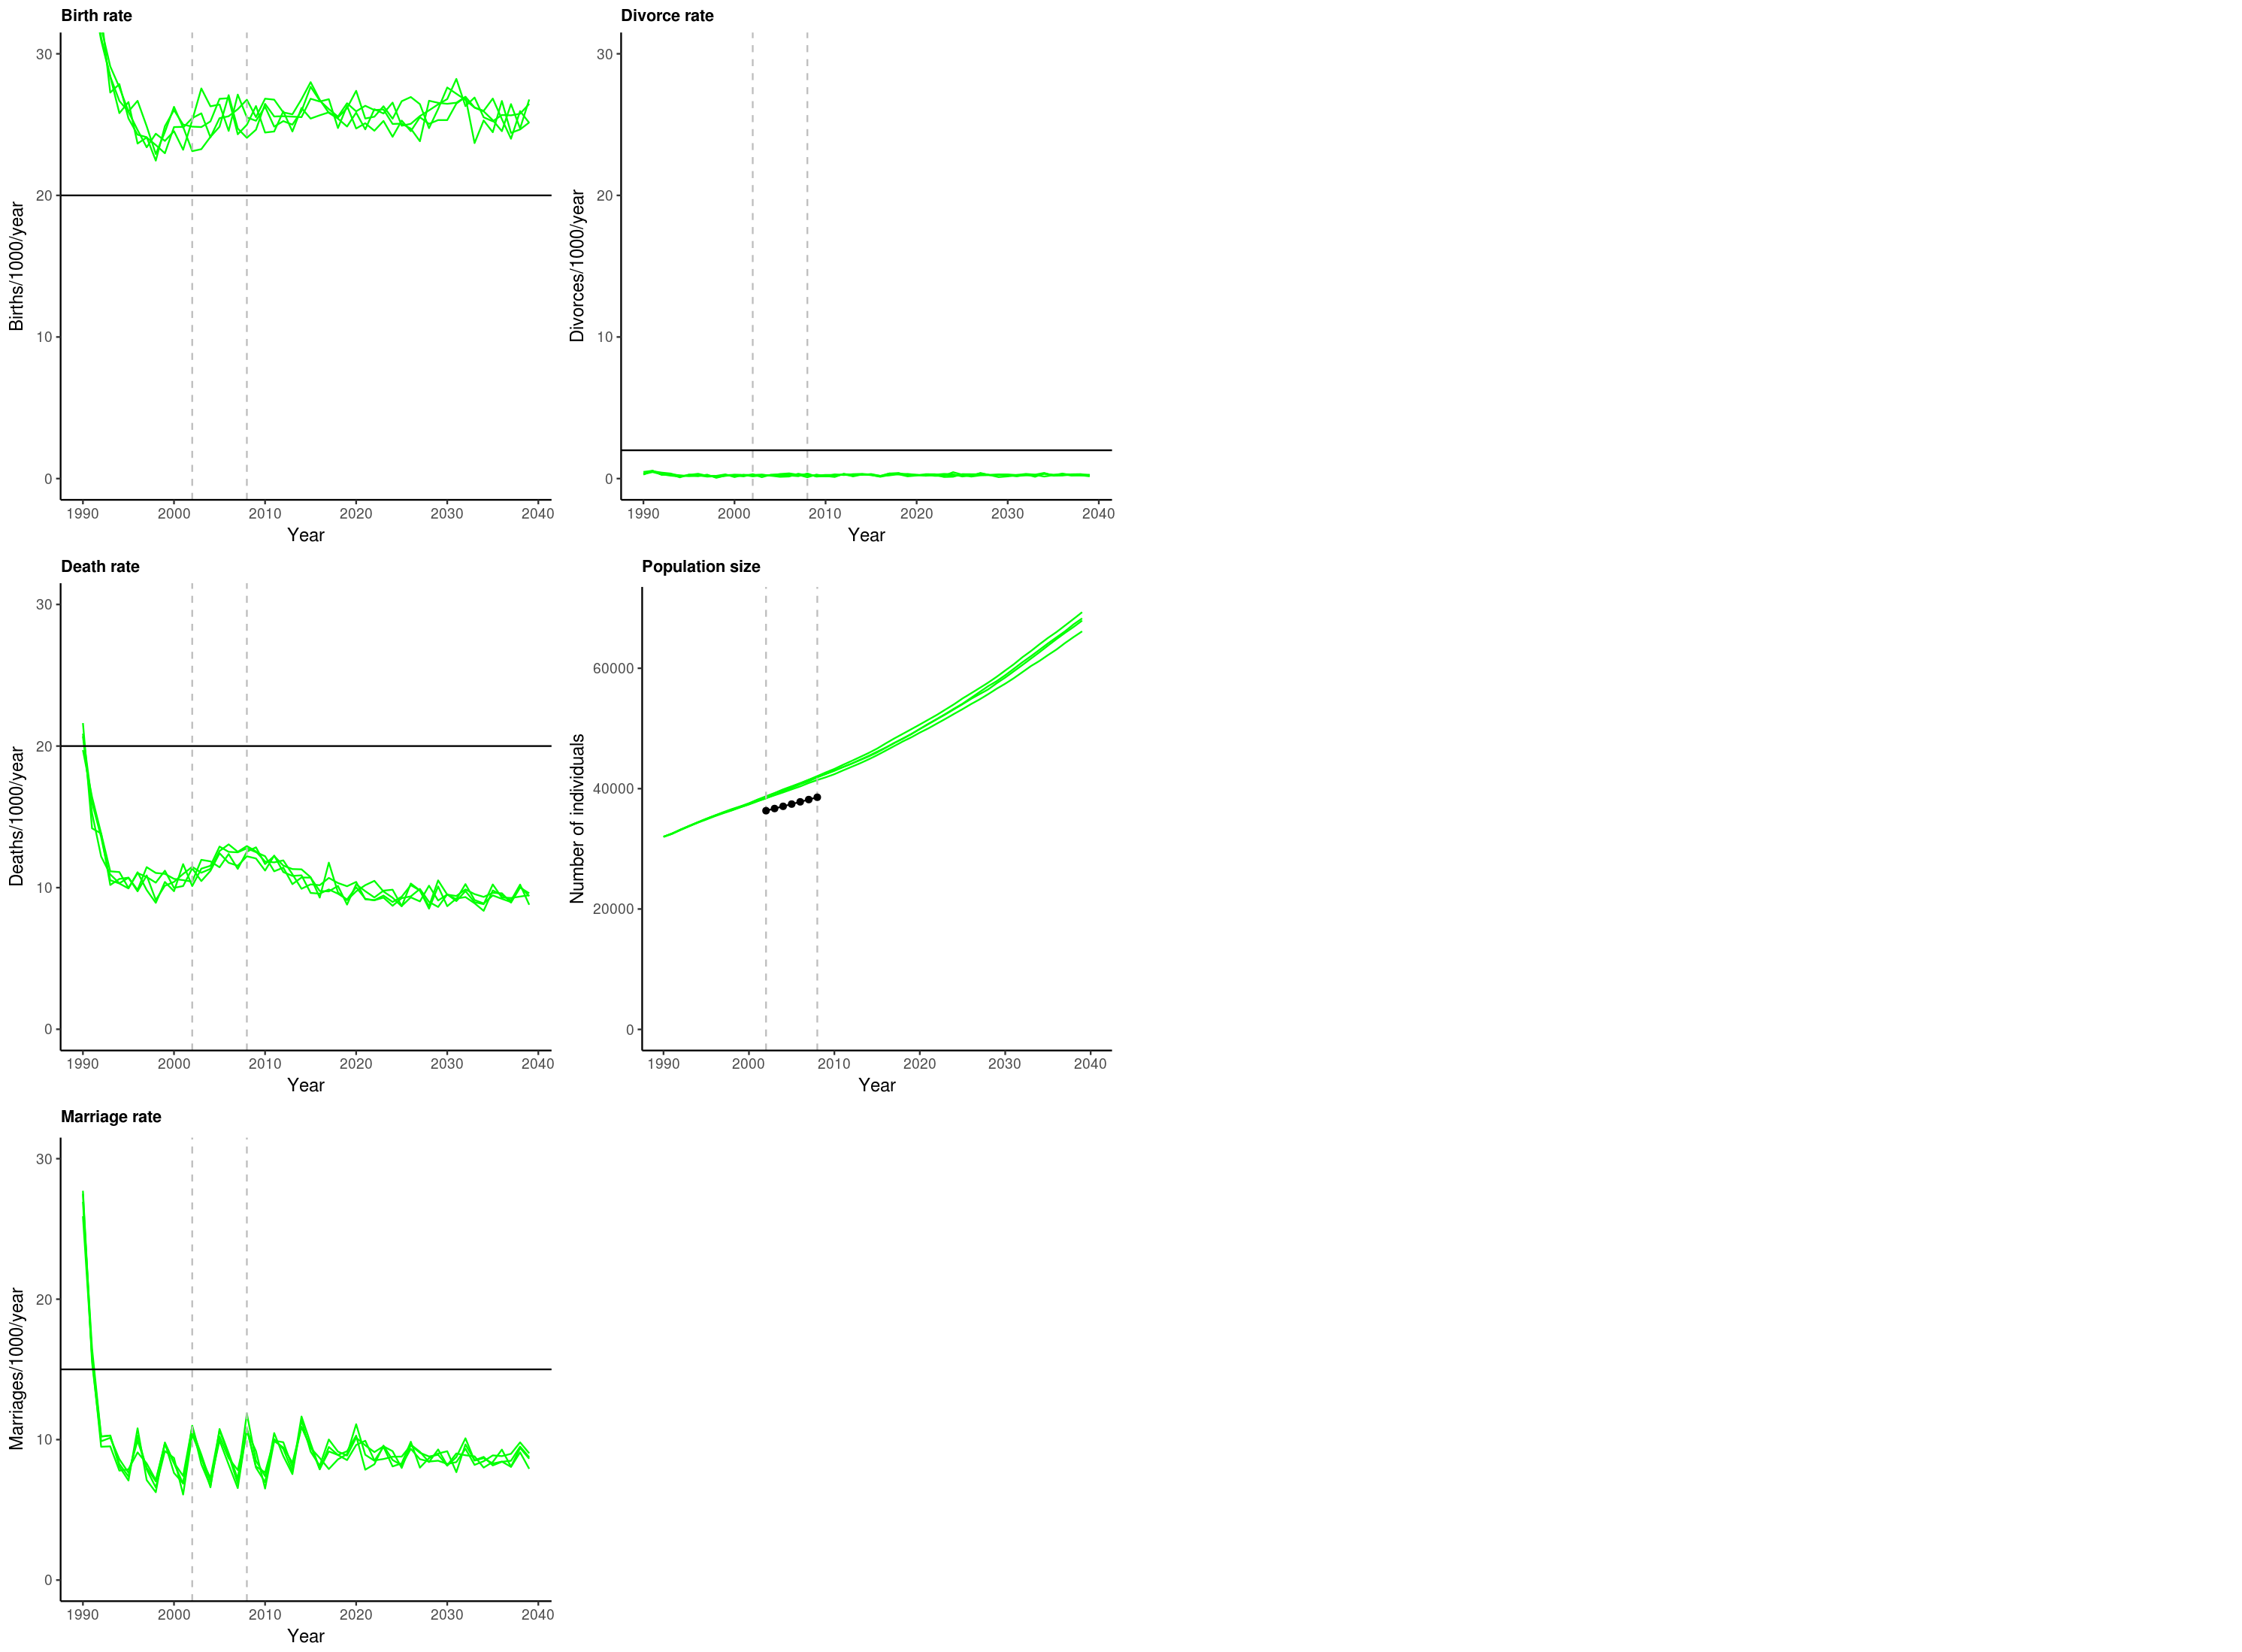 Birth rate
Births/1000/year
30
20
10
0
1990 2000 2010 2020 2030 2040
Year
Divorce rate
Divorces/1000/year
30
20
10
0
1990 2000 2010 2020 2030 2040
Year
Death rate
Deaths/1000/year
30
20
10
0
1990 2000 2010 2020 2030 2040
Year
Population size
Number of individuals
60000
40000
20000
0
1990 2000 2010 2020 2030 2040
Year
Marriage rate
Marriages/1000/year
30
20
10
0
1990 2000 2010 2020 2030 2040
Year